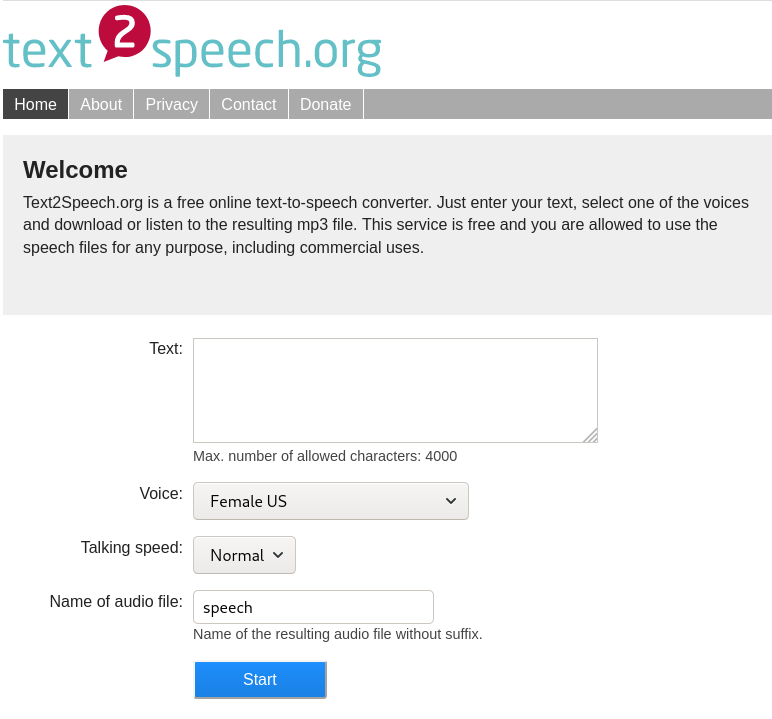 text2speech.org
Home About Privacy Contact Donate
Welcome
Text2Speech.org is a free online text-to-speech converter. Just enter your text, select one of the voices
and download or listen to the resulting mp3 file. This service is free and you are allowed to use the
speech files for any purpose, including commercial uses.
Text:
Max. number of allowed characters: 4000
Voice: Female US
Talking speed: Normal
Name of audio file: speech
Name of the resulting audio file without suffix.
Start